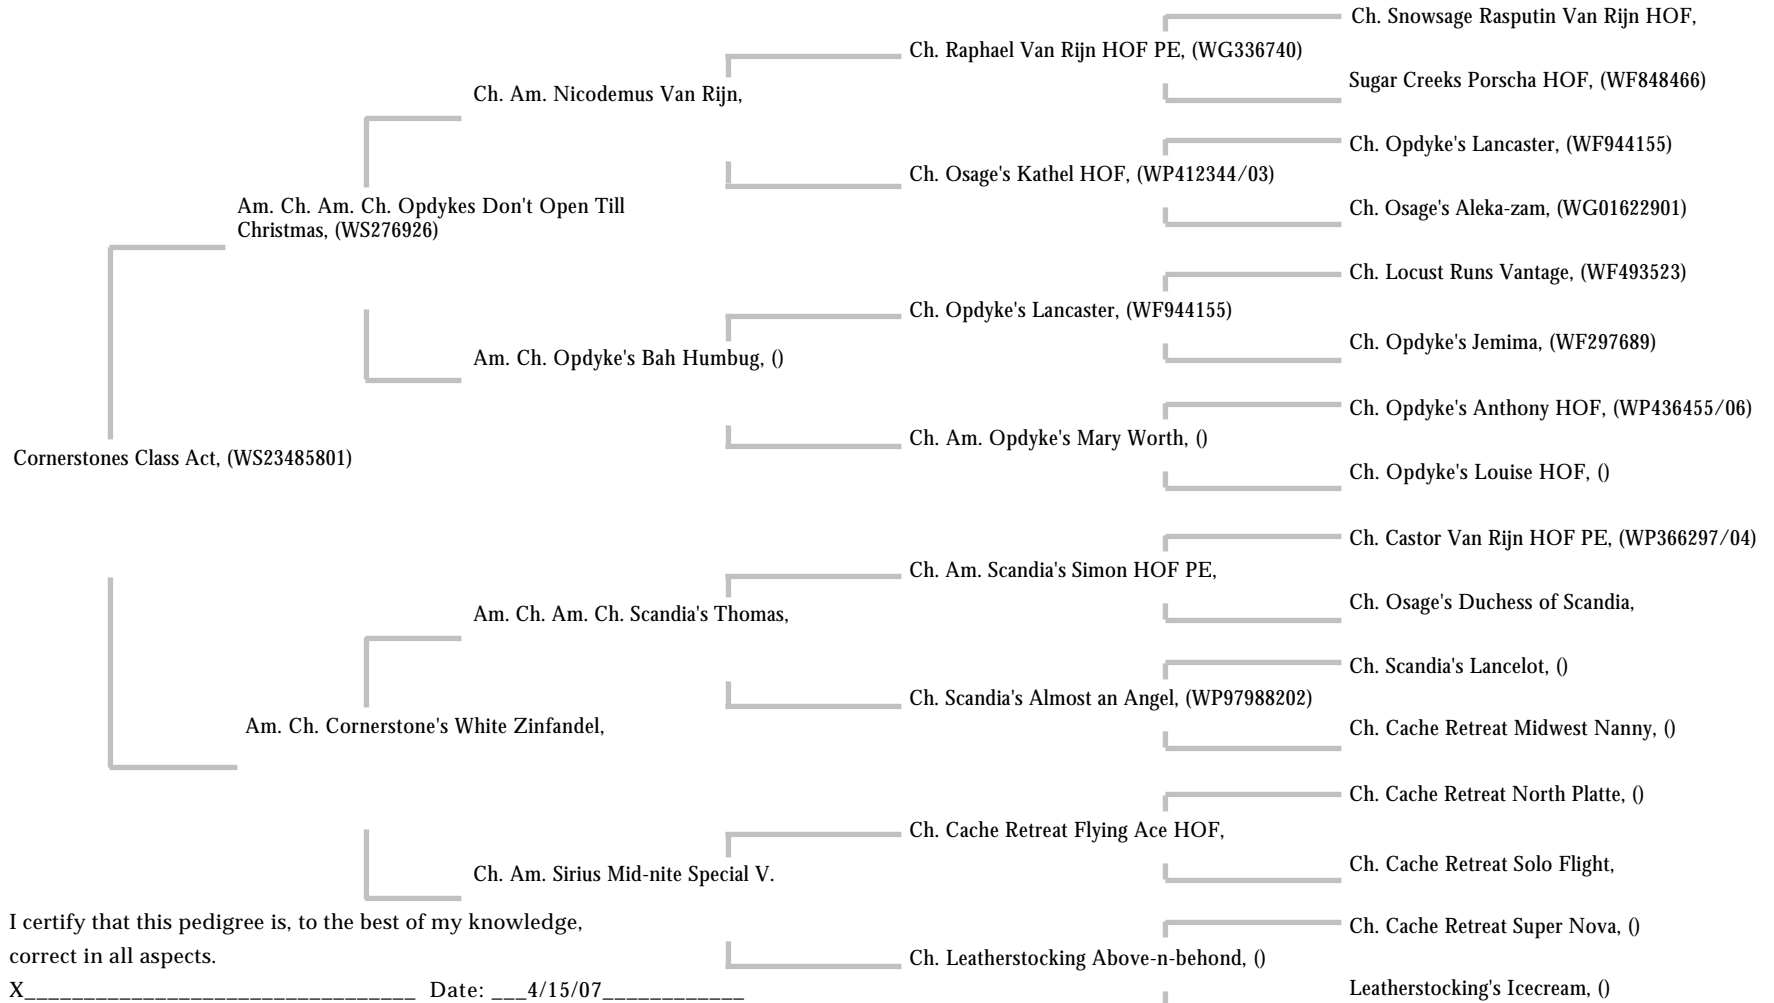 Ch. Snowsage Rasputin Van Rijn HOF,
Ch. Raphael Van Rijn HOF PE, (WG336740)
Sugar Creeks Porscha HOF, (WF848466)
Ch. Am. Nicodemus Van Rijn,
Ch. Opdyke's Lancaster, (WF944155)
Ch. Osage's Kathel HOF, (WP412344/03)
Ch. Osage's Aleka-zam, (WG01622901)
Am. Ch. Am. Ch. Opdykes Don't Open Till
Christmas, (WS276926)
Ch. Locust Runs Vantage, (WF493523)
Ch. Opdyke's Lancaster, (WF944155)
Ch. Opdyke's Jemima, (WF297689)
Am. Ch. Opdyke's Bah Humbug, ()
Ch. Opdyke's Anthony HOF, (WP436455/06)
Ch. Am. Opdyke's Mary Worth, ()
Ch. Opdyke's Louise HOF, ()
Cornerstones Class Act, (WS23485801)
Ch. Castor Van Rijn HOF PE, (WP366297/04)
Ch. Am. Scandia's Simon HOF PE,
Ch. Osage's Duchess of Scandia,
Am. Ch. Am. Ch. Scandia's Thomas,
Ch. Scandia's Lancelot, ()
Ch. Scandia's Almost an Angel, (WP97988202)
Ch. Cache Retreat Midwest Nanny, ()
Am. Ch. Cornerstone's White Zinfandel,
Ch. Cache Retreat North Platte, ()
Ch. Cache Retreat Flying Ace HOF,
Ch. Cache Retreat Solo Flight,
Ch. Am. Sirius Mid-nite Special V.
Ch. Cache Retreat Super Nova, ()
Ch. Leatherstocking Above-n-behond, ()
Leatherstocking's Icecream, ()
I certify that this pedigree is, to the best of my knowledge,
correct in all aspects.
X_________________________________ Date: ___4/15/07____________